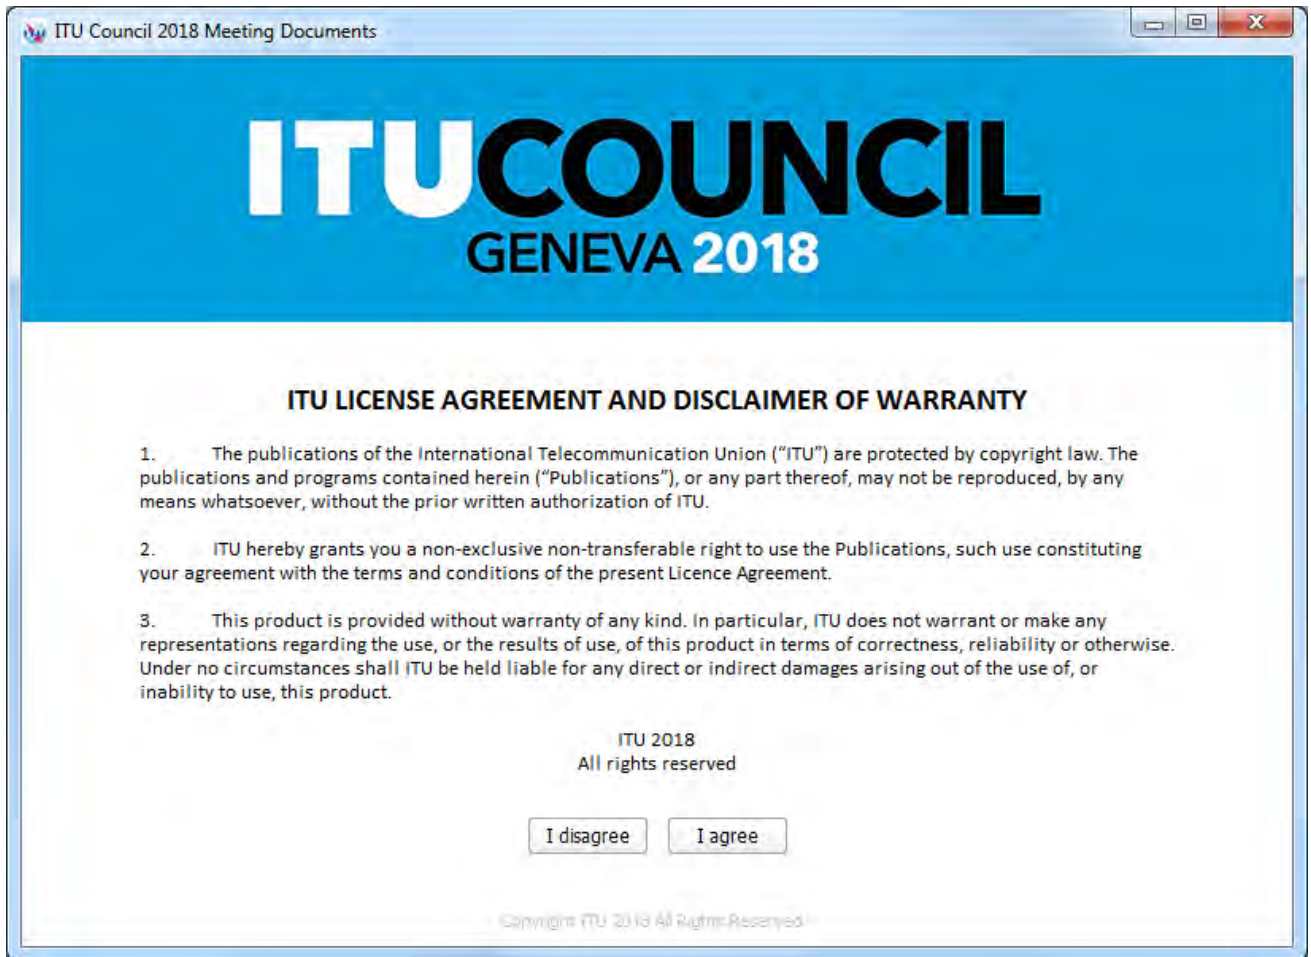 ITU Council 2018 Meeting Documents
ITUCOUNCIL
GENEVA 2018
ITU LICENSE AGREEMENT AND DISCLAIMER OF WARRANTY
1. The publications of the International Telecommunication Union (“ITU”) are protected by copyright law. The
publications and programs contained herein (“Publications”), or any part thereof, may not be reproduced, by any
means whatsoever, without the prior written authorization of ITU.
2. ITU hereby grants you a non-exclusive non-transferable right to use the Publications, such use constituting
your agreement with the terms and conditions of the present Licence Agreement.
3. This product is provided without warranty of any kind. In particular, ITU does not warrant or make any
representations regarding the use, or the results of use, of this product in terms of correctness, reliability or otherwise.
Under no circumstances shall ITU be held liable for any direct or indirect damages arising out of the use of, or
inability to use, this product.
ITU 2018
All rights reserved
I disagree I agree
Copyright ITU 2018 All Rights Reserved